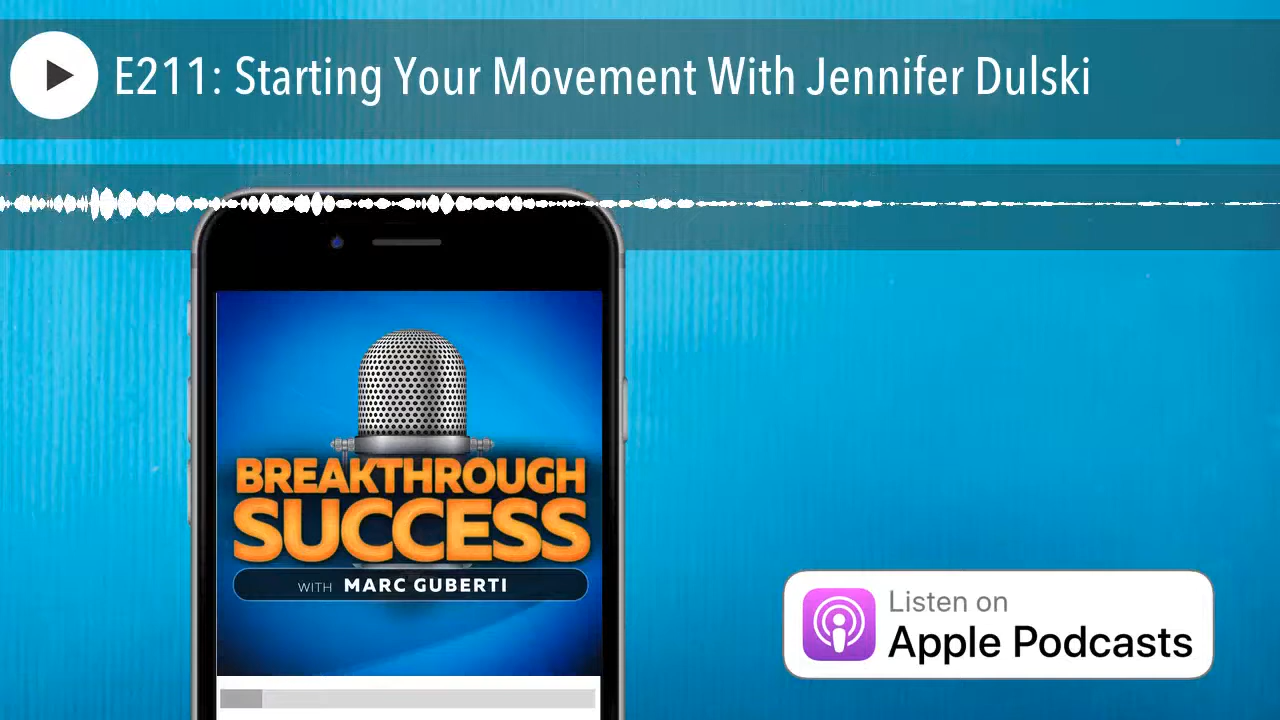 E211: Starting Your Movement With Jennifer Dulski
BREAKTHROUGH
SUCCESS
WITH MARC GUBERTI
Listen on
Apple Podcasts